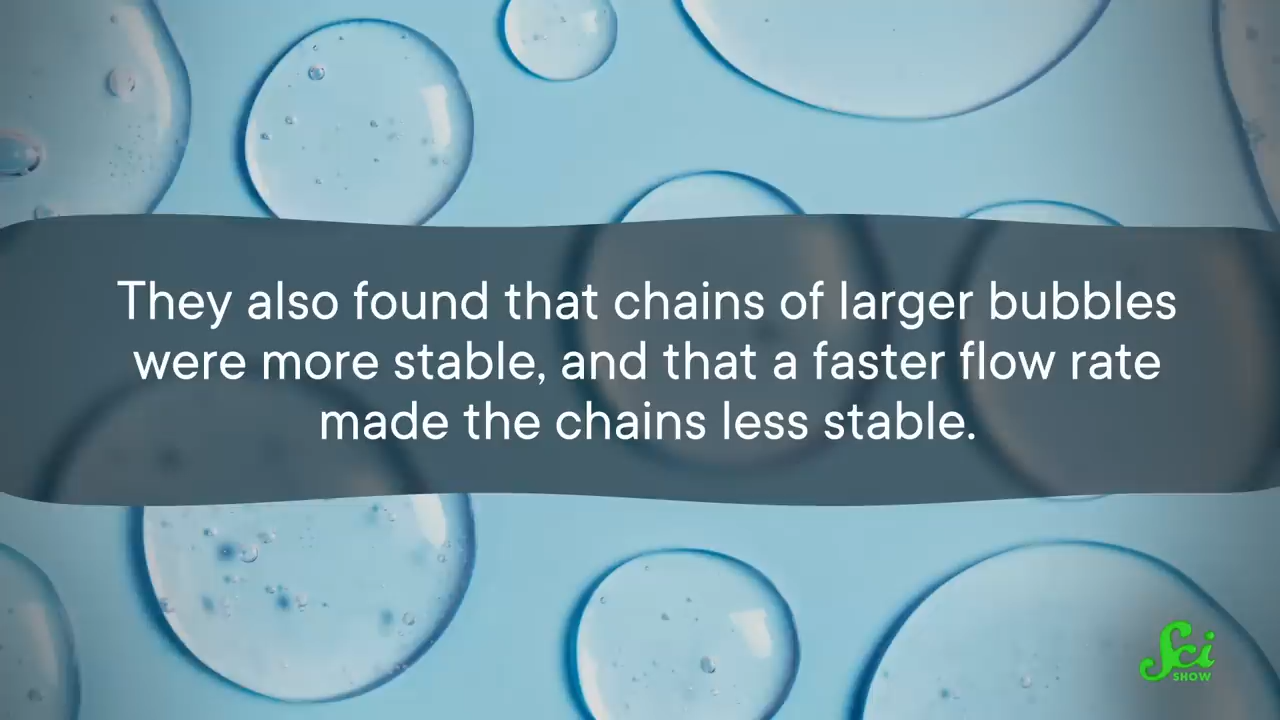 They also found that chains of larger bubbles
were more stable, and that a faster flow rate
made the chains less stable.
Sci
SHOW